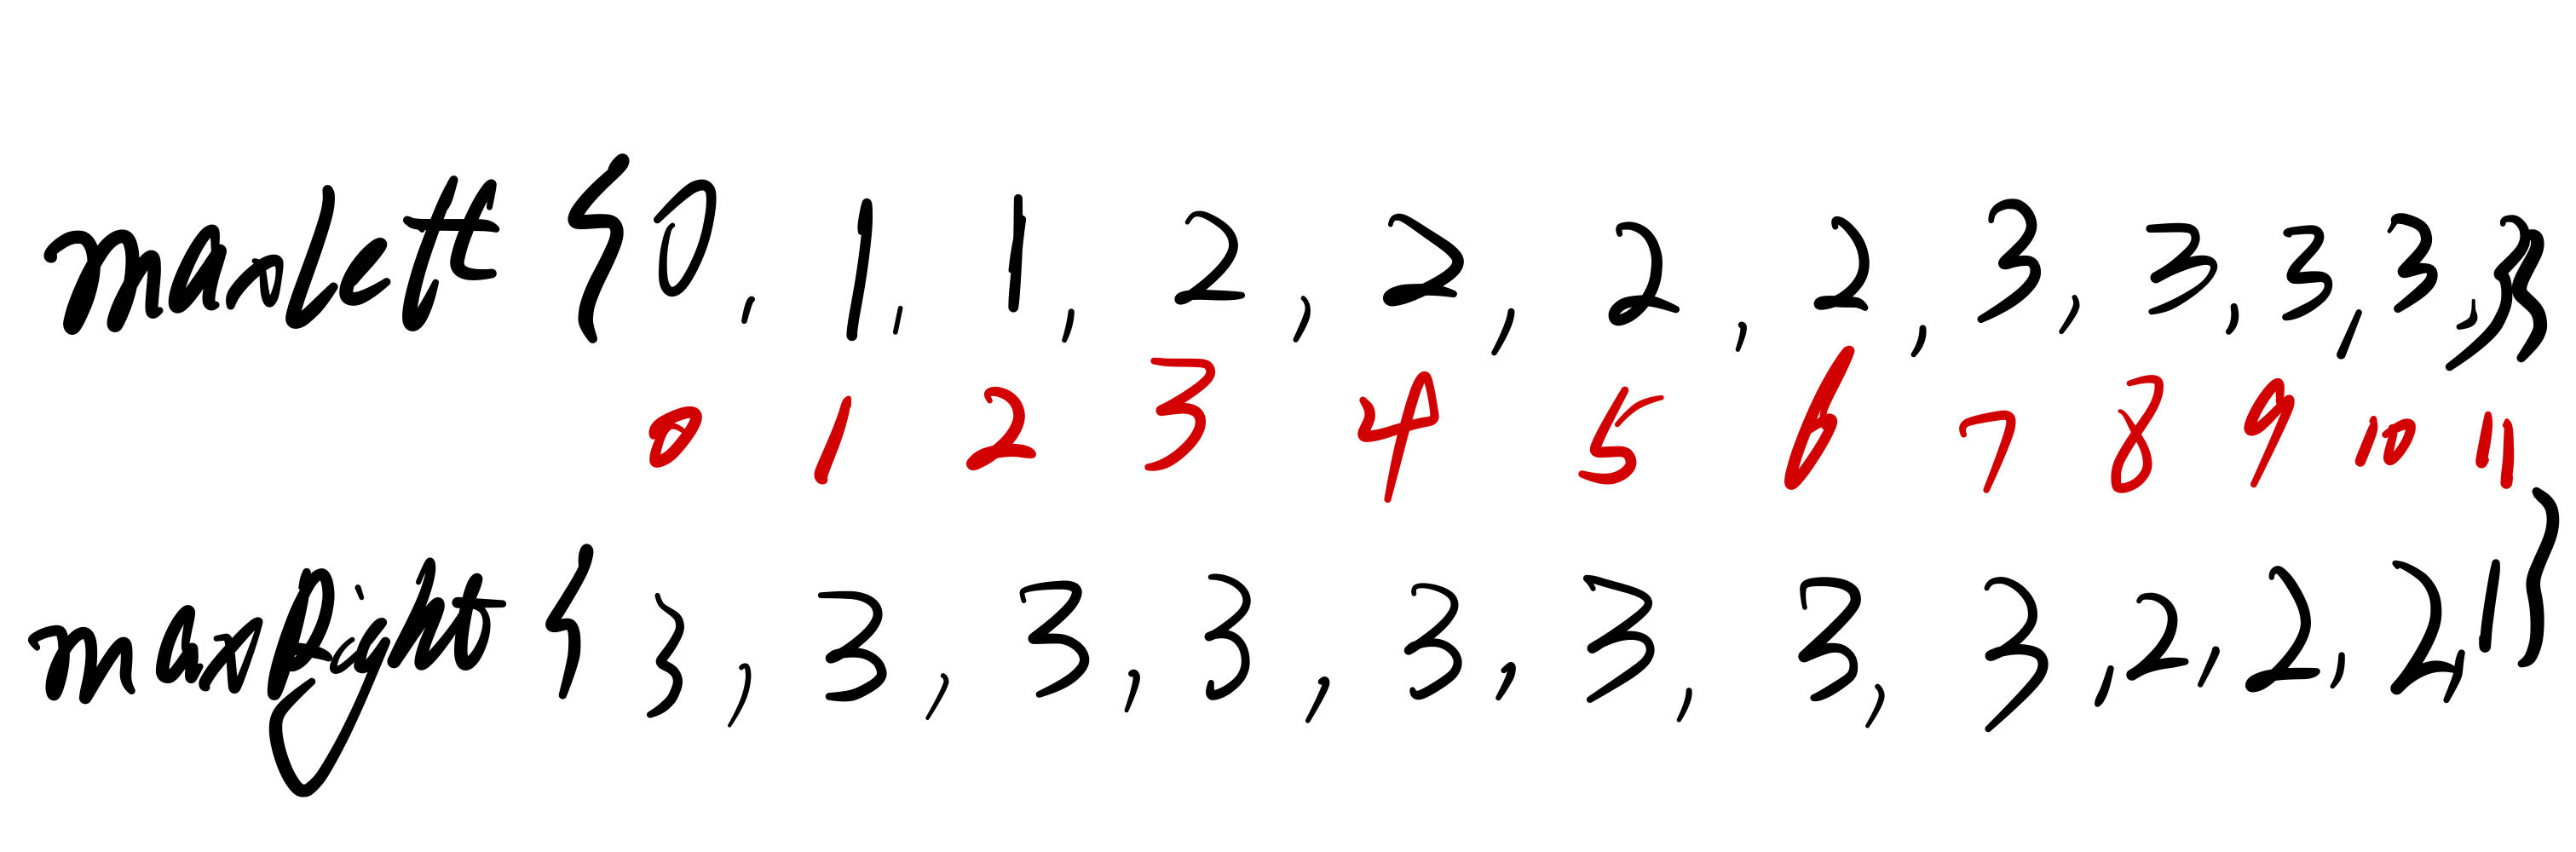 maxLeft {0, 1, 1, 2, 2, 2, 2, 3, 3, 3, 3, 3}
0 1 2 3 4 5 6 7 8 9 10 11
maxRight {3, 3, 3, 3, 3, 3, 3, 3, 2, 2, 2, 1}